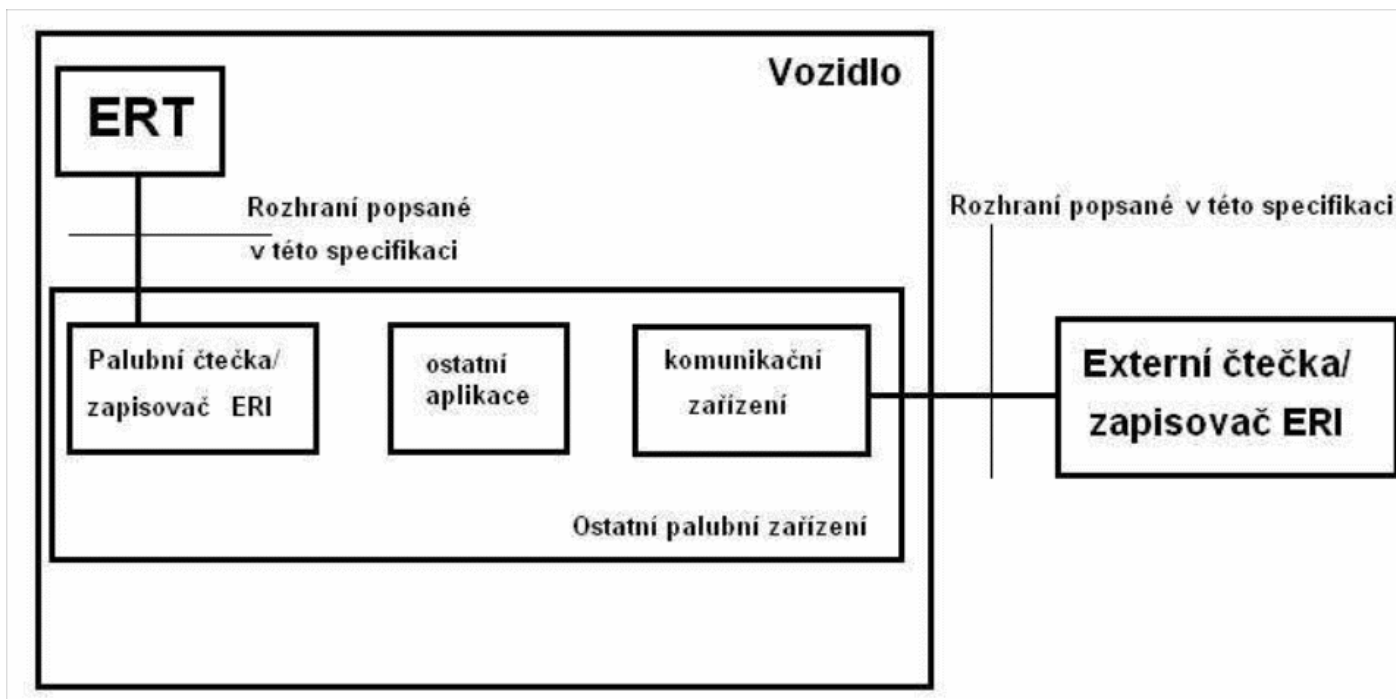 Vozidlo
ERT
Rozhraní popsané
v této specifikaci
Rozhraní popsané v této specifikaci
Palubní čtečka/
zapisovač ERI
ostatní
aplikace
komunikační
zařízení
Externí čtečka/
zapisovač ERI
Ostatní palubní zařízení